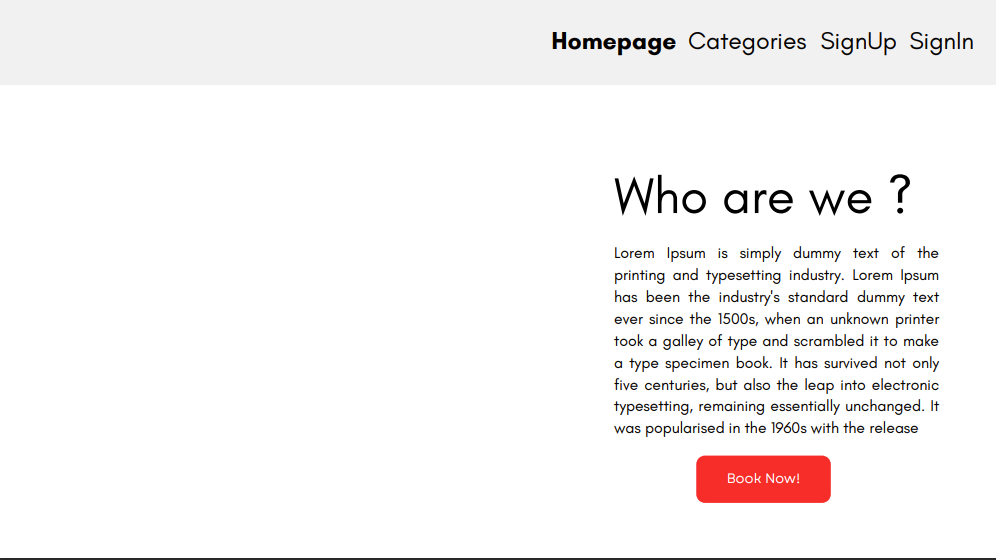 Homepage Categories SignUp SignIn
Who are we ?
Lorem Ipsum is simply dummy text of the
printing and typesetting industry. Lorem Ipsum
has been the industry's standard dummy text
ever since the 1500s, when an unknown printer
took a galley of type and scrambled it to make
a type specimen book. It has survived not only
five centuries, but also the leap into electronic
typesetting, remaining essentially unchanged. It
was popularised in the 1960s with the release
Book Now!